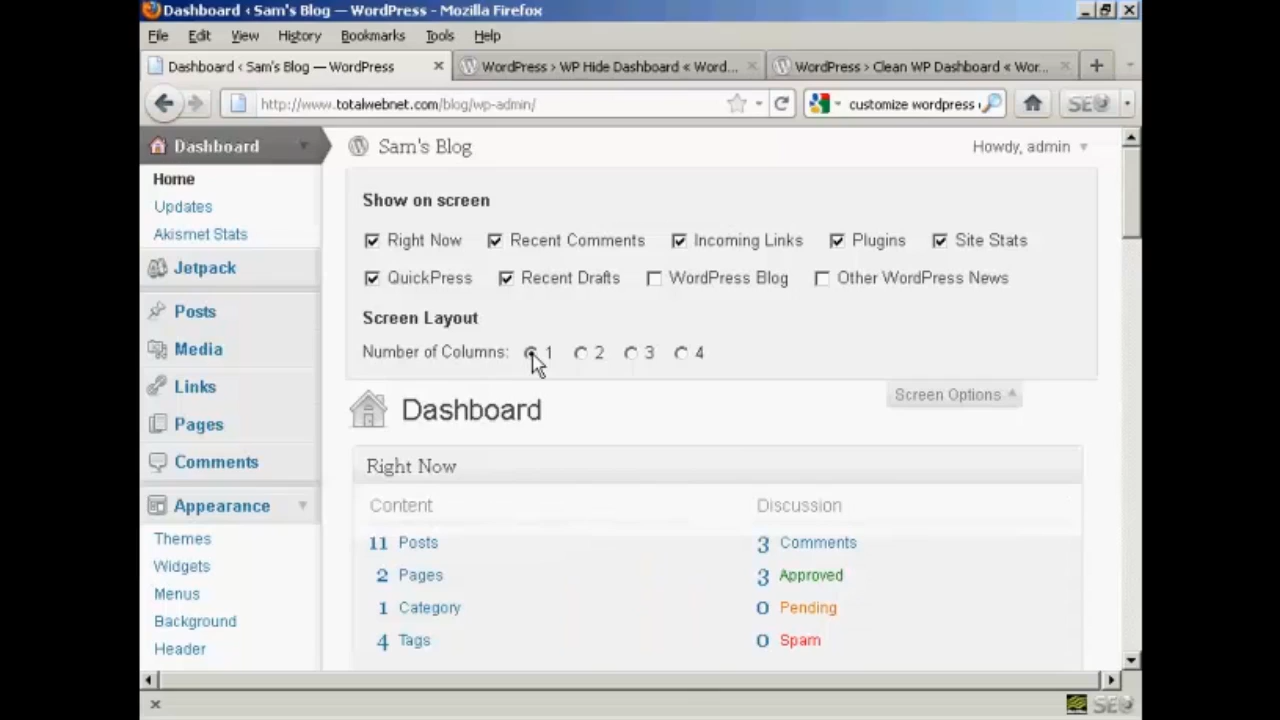 Dashboard ‹ Sam's Blog — WordPress - Mozilla Firefox
File Edit View History Bookmarks Tools Help
Dashboard ‹ Sam's Blog — WordPress
WordPress › WP Hide Dashboard « Word...
WordPress › Clean WP Dashboard « Wor...
http://www.totalwebnet.com/blog/wp-admin/
customize wordpress
SEO
Dashboard
Home
Updates
Akismet Stats
Jetpack
Posts
Media
Links
Pages
Comments
Appearance
Themes
Widgets
Menus
Background
Header
Sam's Blog
Howdy, admin
Show on screen
Right Now Recent Comments Incoming Links Plugins Site Stats
QuickPress Recent Drafts WordPress Blog Other WordPress News
Screen Layout
Number of Columns: 1 2 3 4
Screen Options
Dashboard
Right Now
Content Discussion
11 Posts 3 Comments
2 Pages 3 Approved
1 Category 0 Pending
4 Tags 0 Spam
SEO